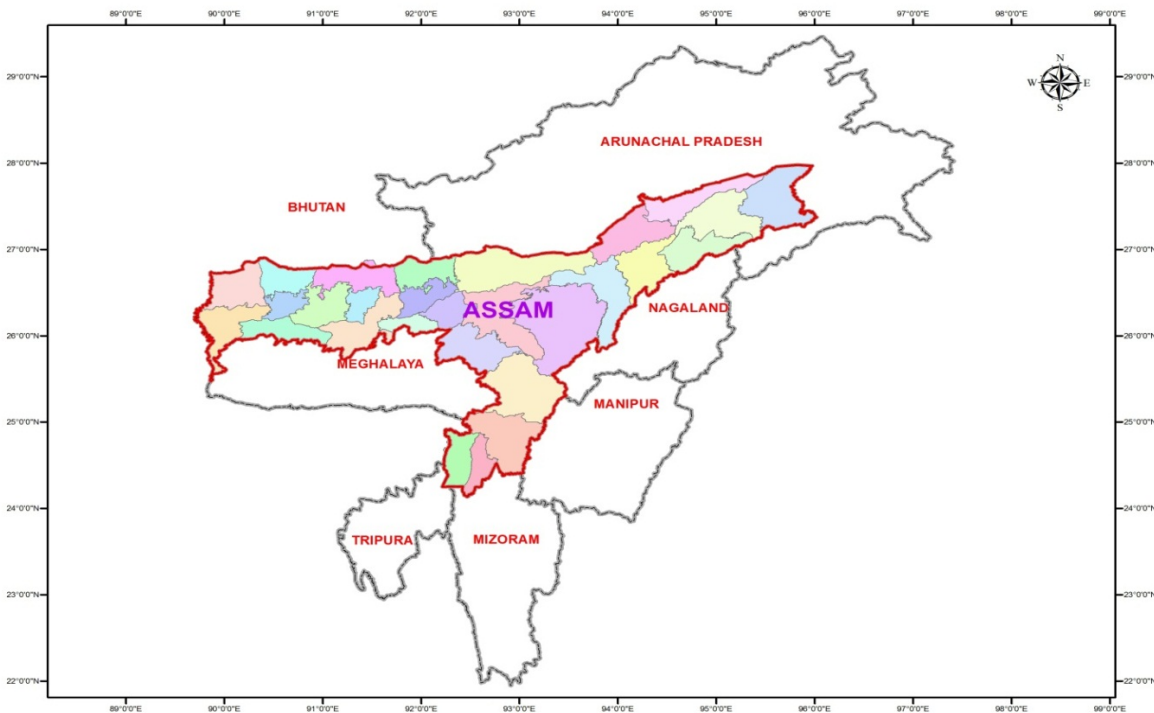 89°0'0"E 90°0'0"E 91°0'0"E 92°0'0"E 93°0'0"E 94°0'0"E 95°0'0"E 96°0'0"E 97°0'0"E 98°0'0"E 99°0'0"E
N
29°0'0"N 29°0'0"N
W E
S
ARUNACHAL PRADESH
28°0'0"N 28°0'0"N
BHUTAN
27°0'0"N 27°0'0"N
ASSAM
NAGALAND
26°0'0"N 26°0'0"N
MEGHALAYA
MANIPUR
25°0'0"N 25°0'0"N
24°0'0"N 24°0'0"N
TRIPURA MIZORAM
23°0'0"N 23°0'0"N
22°0'0"N 22°0'0"N
89°0'0"E 90°0'0"E 91°0'0"E 92°0'0"E 93°0'0"E 94°0'0"E 95°0'0"E 96°0'0"E 97°0'0"E 98°0'0"E 99°0'0"E